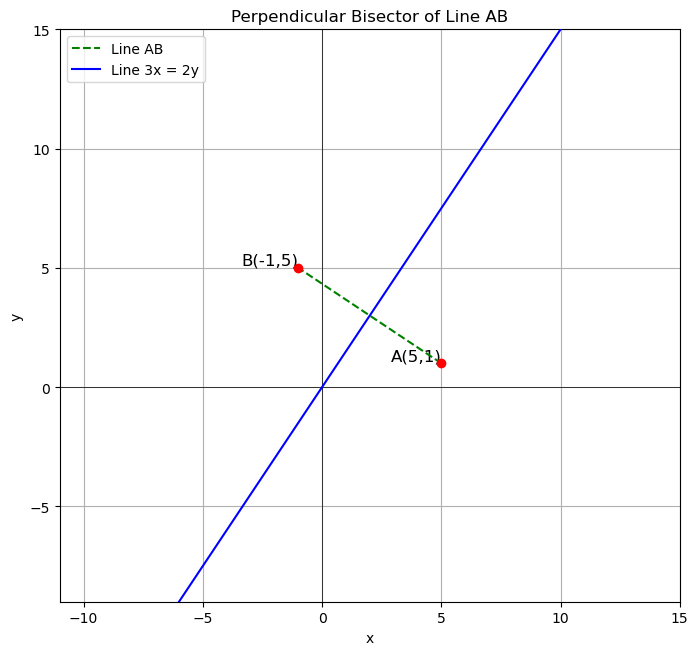 Perpendicular Bisector of Line AB
Line AB
Line 3x = 2y
15
10
5
0
−5
y
B(-1,5)
A(5,1)
−10
−5
0
5
10
15
x